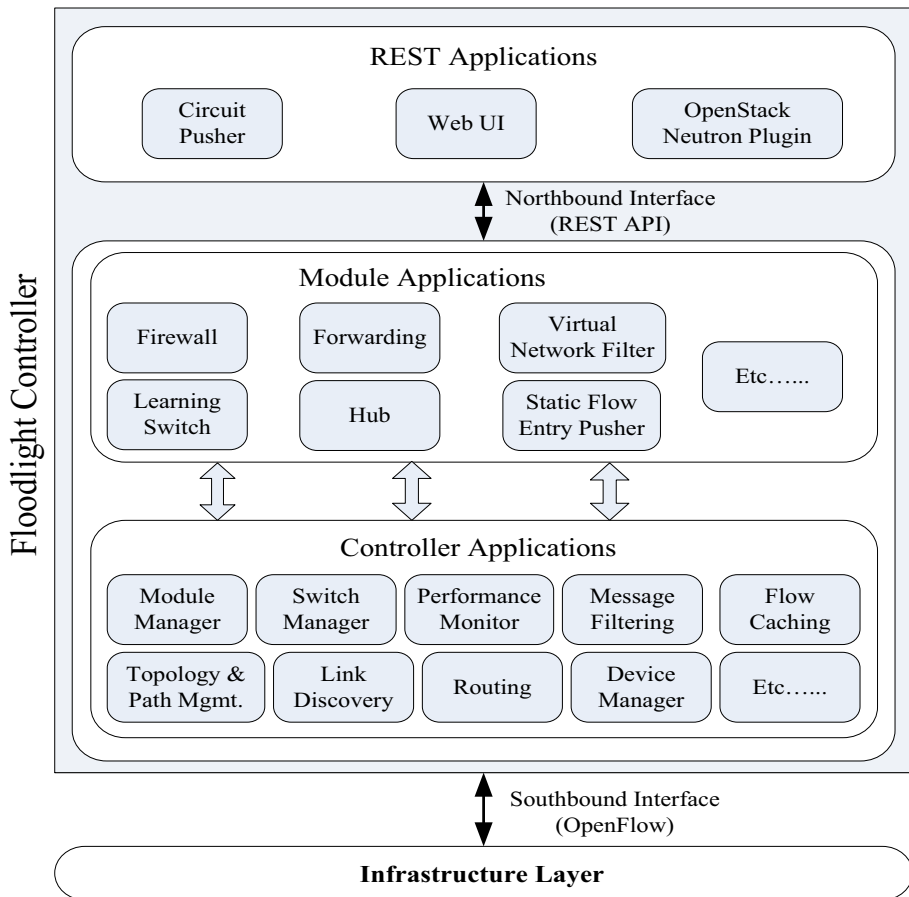 Floodlight Controller
REST Applications
Circuit
Pusher
Web UI
OpenStack
Neutron Plugin
Northbound Interface
(REST API)
Module Applications
Firewall
Forwarding
Virtual
Network Filter
Etc…...
Learning
Switch
Hub
Static Flow
Entry Pusher
Controller Applications
Module
Manager
Switch
Manager
Performance
Monitor
Message
Filtering
Flow
Caching
Topology &
Path Mgmt.
Link
Discovery
Routing
Device
Manager
Etc…...
Southbound Interface
(OpenFlow)
Infrastructure Layer